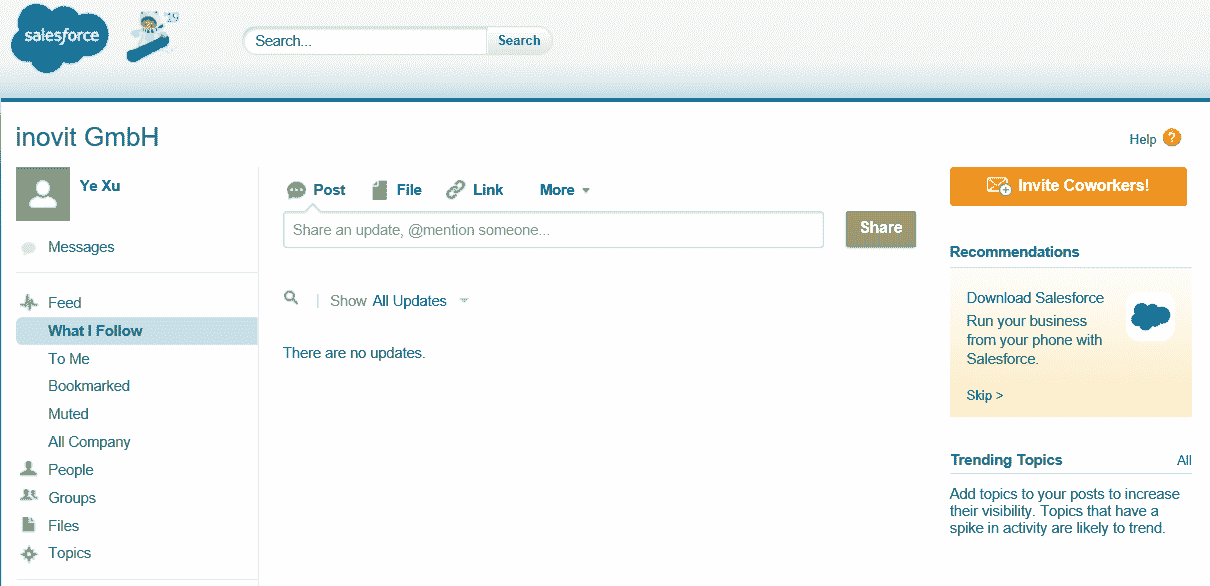 salesforce
'19
Search...
Search
inovit GmbH
Help ?
Ye Xu
Messages
Feed
What I Follow
To Me
Bookmarked
Muted
All Company
People
Groups
Files
Topics
Post File Link More
Share an update, @mention someone...
Share
Show All Updates
There are no updates.
Invite Coworkers!
Recommendations
Download Salesforce
Run your business
from your phone with
Salesforce.
Skip >
Trending Topics All
Add topics to your posts to increase
their visibility. Topics that have a
spike in activity are likely to trend.